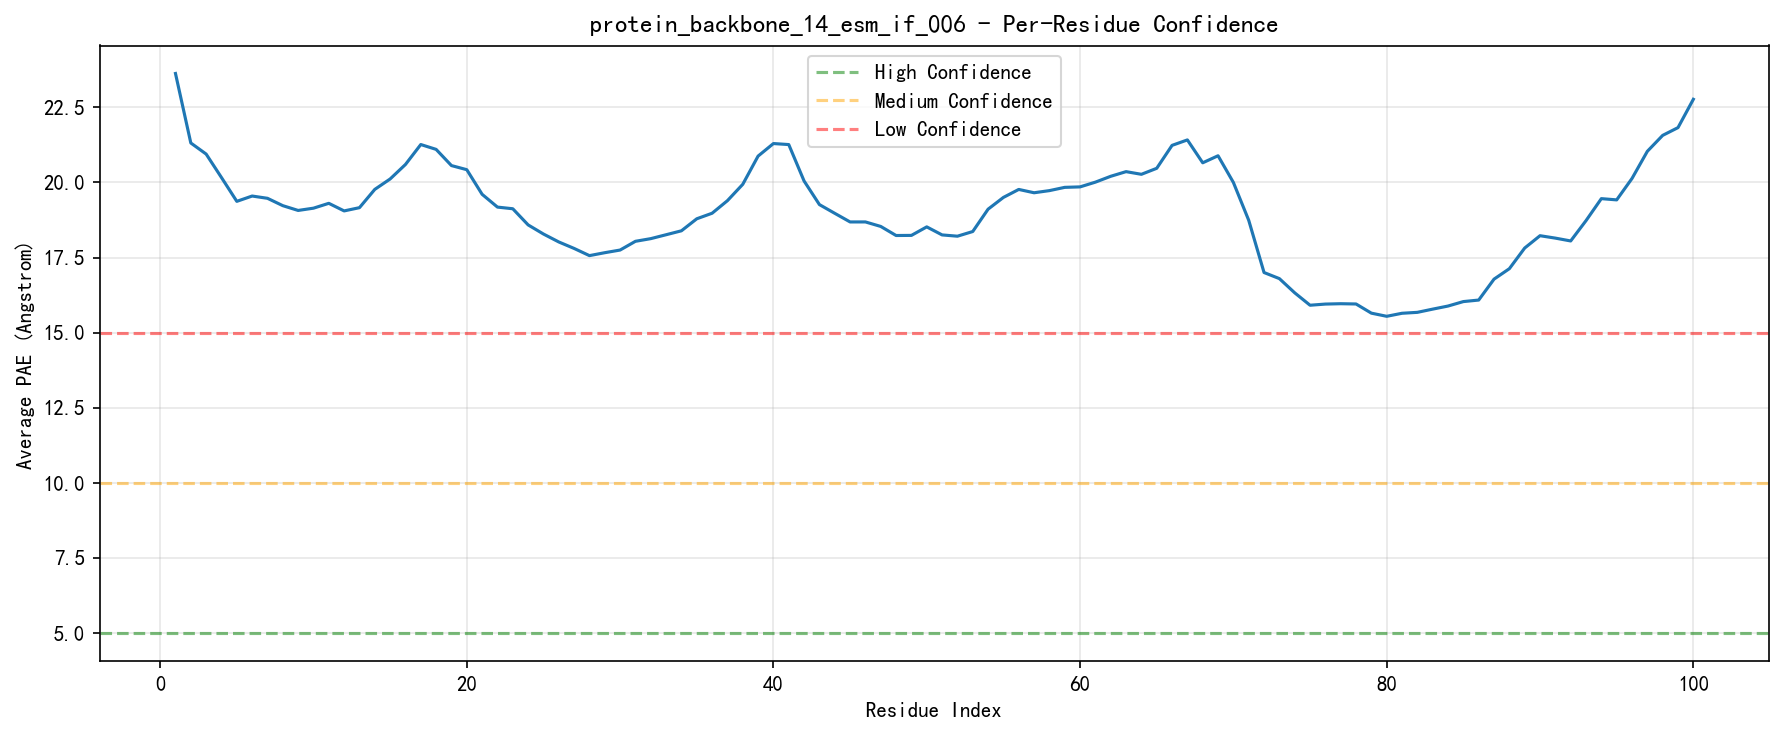 protein_backbone_14_esm_if_006 - Per-Residue Confidence
High Confidence
Medium Confidence
Low Confidence
Average PAE (Angstrom)
22.5
20.0
17.5
15.0
12.5
10.0
7.5
5.0
0 20 40 60 80 100
Residue Index